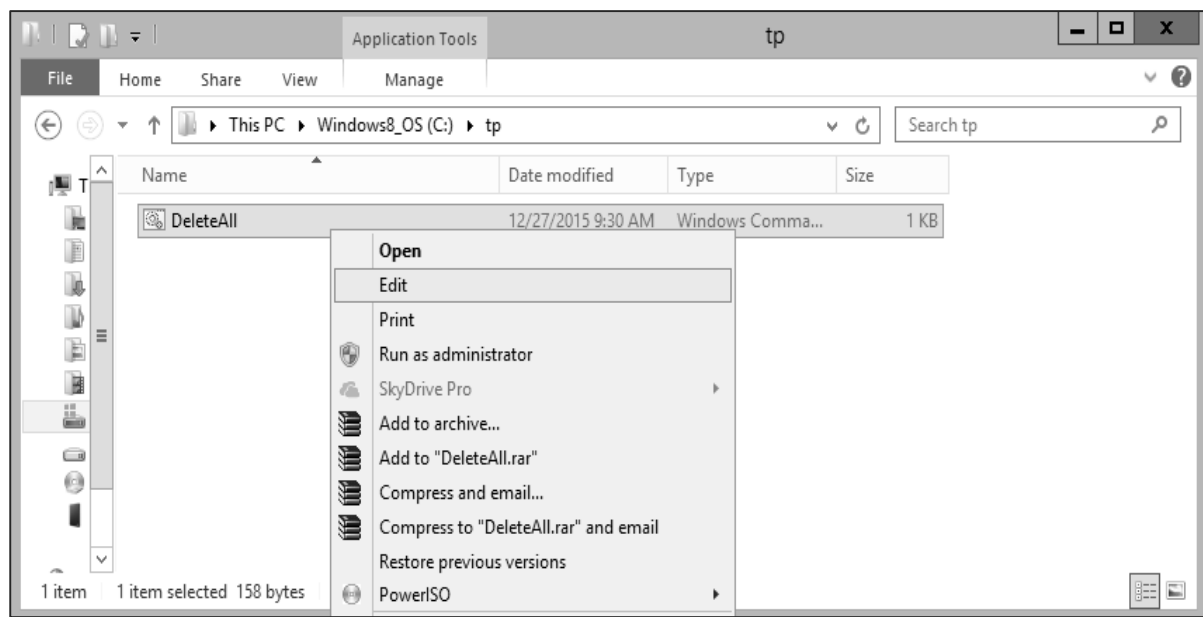 Application Tools
tp
File
Home
Share
View
Manage
This PC
Windows8_OS (C:)
tp
Search tp
T
Name
Date modified
Type
Size
DeleteAll
12/27/2015 9:30 AM
Windows Comma...
1 KB
Open
Edit
Print
Run as administrator
SkyDrive Pro
Add to archive...
Add to "DeleteAll.rar"
Compress and email...
Compress to "DeleteAll.rar" and email
Restore previous versions
PowerISO
1 item
1 item selected 158 bytes